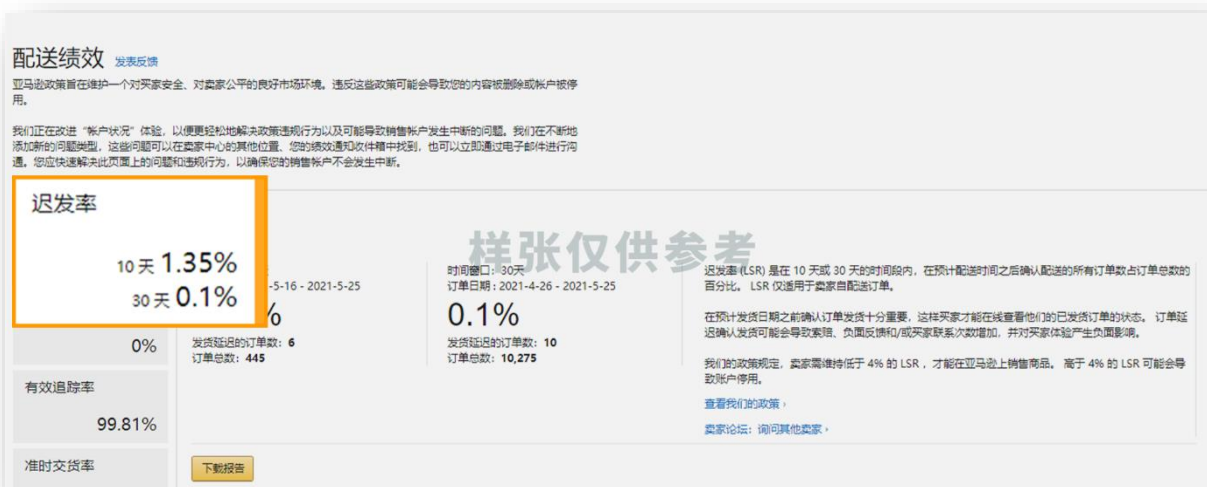 配送绩效 发表反馈
亚马逊政策旨在维护一个对买家安全、对卖家公平的良好市场环境。违反这些政策可能会导致您的内容被删除或帐户被停
用。
我们正在改进“帐户状况”体验，以便更轻松地解决政策违规行为以及可能导致销售帐户发生中断的问题。我们在不断地
添加新的问题类型，这些问题可以在卖家中心的其他位置、您的绩效通知收件箱中找到，也可以立即通过电子邮件进行沟
通。您应快速解决此页面上的问题和违规行为，以确保您的销售帐户不会发生中断。
迟发率
10 天 1.35%
30 天 0.1%
0%
有效追踪率
99.81%
准时交货率
-5-16 - 2021-5-25
%
发货延迟的订单数：6
订单总数：445
样张仅供参考
时间窗口：30天
订单日期：2021-4-26 - 2021-5-25
0.1%
发货延迟的订单数：10
订单总数：10,275
迟发率 (LSR) 是在 10 天或 30 天的时间段内，在预计配送时间之后确认配送的所有订单数占订单总数的
百分比。 LSR 仅适用于卖家自配送订单。
在预计发货日期之前确认订单发货十分重要，这样买家才能在线查看他们的已发货订单的状态。 订单延
迟确认发货可能会导致索赔、负面反馈和/或买家联系次数增加，并对买家体验产生负面影响。
我们的政策规定，卖家需维持低于 4% 的 LSR ，才能在亚马逊上销售商品。 高于 4% 的 LSR 可能会导
致账户停用。
查看我们的政策 ›
卖家论坛：询问其他卖家 ›
下载报告